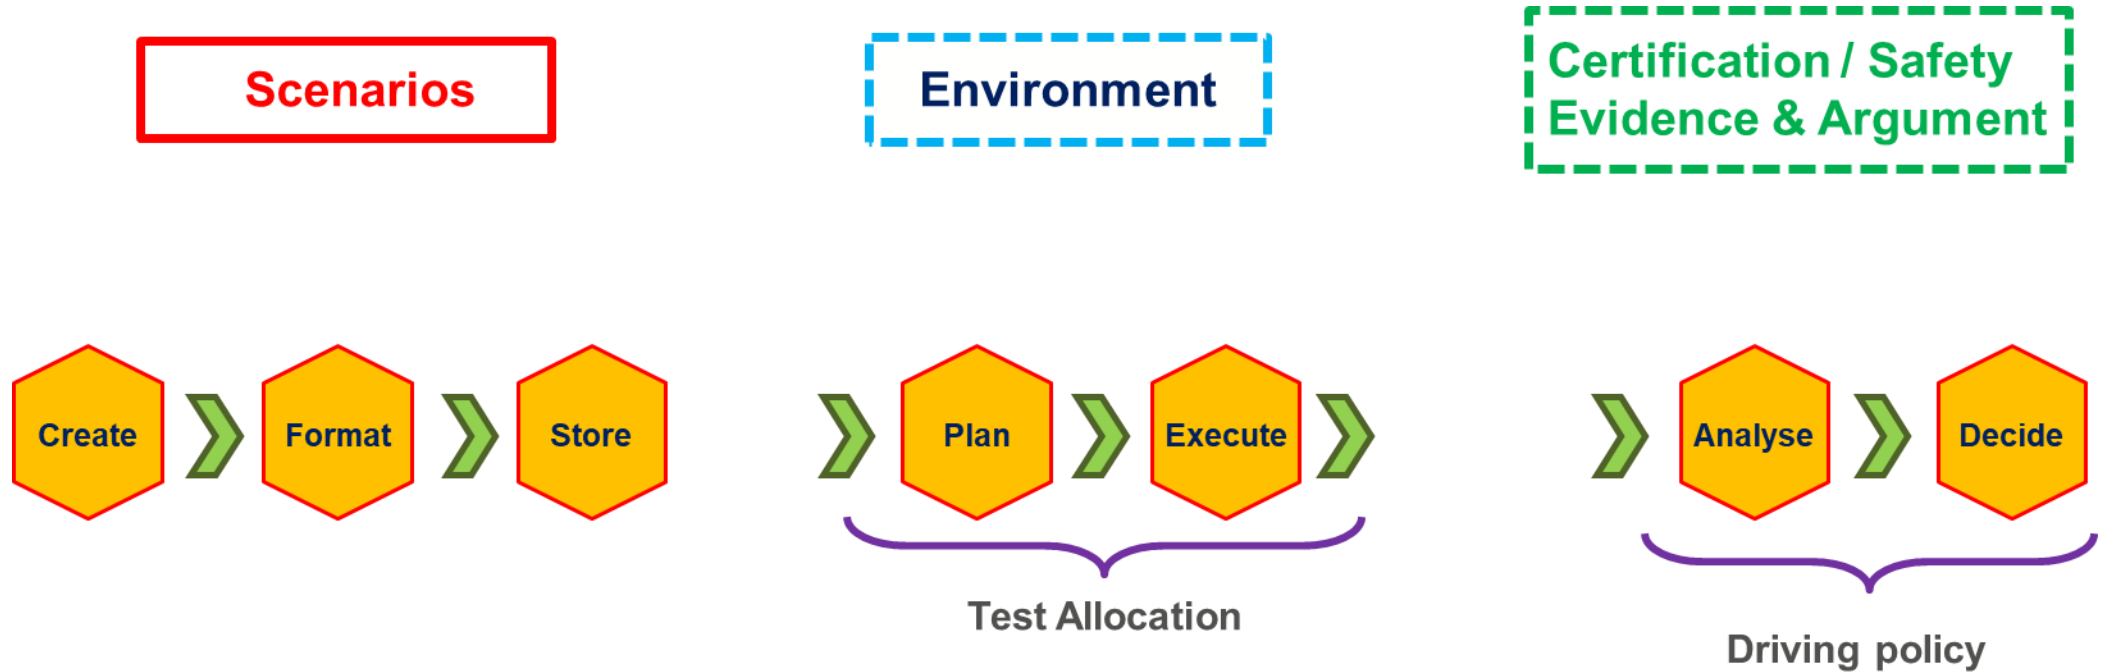 Scenarios
Environment
Certification / Safety
Evidence & Argument
Create
Format
Store
Plan
Execute
Analyse
Decide
Test Allocation
Driving policy